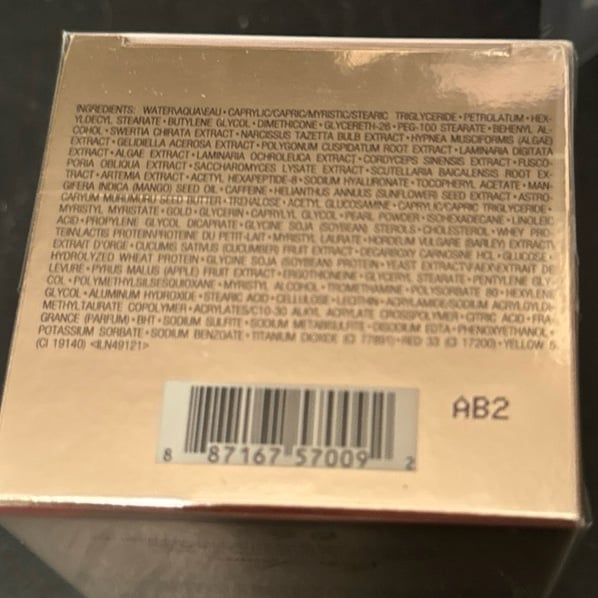 INGREDIENTS: WATER\AQUA\EAU • CAPRYLIC/CAPRIC/MYRISTIC/STEARIC TRIGLYCERIDE • PETROLATUM • HEX-
YLDECYL STEARATE • BUTYLENE GLYCOL • DIMETHICONE • GLYCERETH-26 • PEG-100 STEARATE • BEHENYL AL-
COHOL • SWERTIA CHIRATA EXTRACT • NARCISSUS TAZETTA BULB EXTRACT • HYPNEA MUSCIFORMIS (ALGAE)
EXTRACT • GELIDIELLA ACEROSA EXTRACT • POLYGONUM CUSPIDATUM ROOT EXTRACT • LAMINARIA DIGITATA
EXTRACT • ALGAE EXTRACT • LAMINARIA OCHROLEUCA EXTRACT • CORDYCEPS SINENSIS EXTRACT • FUSCO-
PORIA OBLIQUA EXTRACT • SACCHAROMYCES LYSATE EXTRACT • SCUTELLARIA BAICALENSIS ROOT EX-
TRACT • ARTEMIA EXTRACT • ACETYL HEXAPEPTIDE-8 • SODIUM HYALURONATE • TOCOPHERYL ACETATE • MAN-
GIFERA INDICA (MANGO) SEED OIL • CAFFEINE • HELIANTHUS ANNUUS (SUNFLOWER) SEED EXTRACT • ASTRO-
CARYUM MURUMURU SEED BUTTER • TREHALOSE • ACETYL GLUCOSAMINE • CAPRYLIC/CAPRIC TRIGLYCERIDE •
MYRISTYL MYRISTATE • GOLD • GLYCERIN • CAPRYLYL GLYCOL • PEARL POWDER • ISOHEXADECANE • LINOLEIC
ACID • PROPYLENE GLYCOL DICAPRATE • GLYCINE SOJA (SOYBEAN) STEROLS • CHOLESTEROL • WHEY PRO-
TEIN\LACTIS PROTEIN\PROTÉINE DU PETIT-LAIT • MYRISTYL LAURATE • HORDEUM VULGARE (BARLEY) EXTRACT\
EXTRAIT D'ORGE • CUCUMIS SATIVUS (CUCUMBER) FRUIT EXTRACT • DECARBOXY CARNOSINE HCL • GLUCOSE •
HYDROLYZED WHEAT PROTEIN • GLYCINE SOJA (SOYBEAN) PROTEIN • YEAST EXTRACT\FAEX\EXTRAIT DE
LEVURE • PYRUS MALUS (APPLE) FRUIT EXTRACT • ERGOTHIONEINE • GLYCERYL STEARATE • PENTYLENE GLY-
COL • POLYMETHYLSILSESQUIOXANE • MYRISTYL ALCOHOL • TROMETHAMINE • POLYSORBATE 80 • HEXYLENE
GLYCOL • ALUMINUM HYDROXIDE • STEARIC ACID • CELLULOSE • LECITHIN • ACRYLAMIDE/SODIUM ACRYLOYLDI-
METHYLTAURATE COPOLYMER • ACRYLATES/C10-30 ALKYL ACRYLATE CROSSPOLYMER • CITRIC ACID • FRA-
GRANCE (PARFUM) • BHT • SODIUM SULFITE • SODIUM METABISULFITE • DISODIUM EDTA • PHENOXYETHANOL •
POTASSIUM SORBATE • SODIUM BENZOATE • TITANIUM DIOXIDE (CI 77891) • RED 33 (CI 17200) • YELLOW 5
(CI 19140) <ILN49121>
AB2
8 87167 57009 2